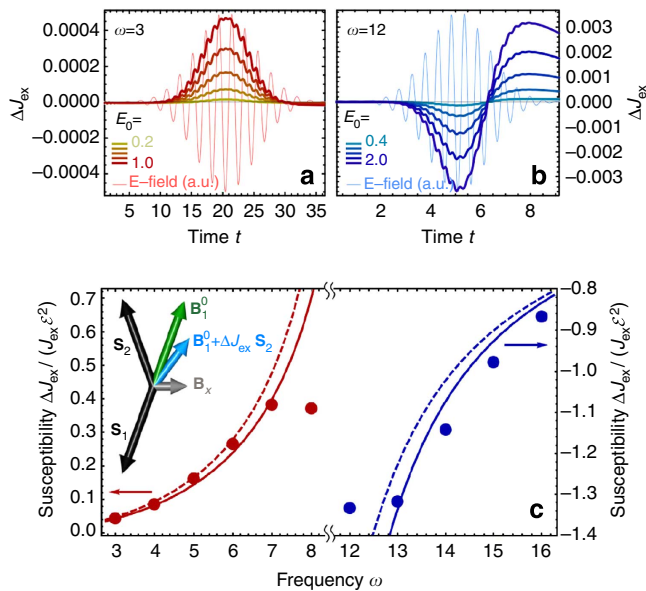 0.0004
0.0002
0.0000
−0.0002
−0.0004
ΔJex
ω=3
E0=
0.2
1.0
E–field (a.u.)
a
5 10 15 20 25 30 35
Time t
ω=12
E0=
0.4
2.0
E–field (a.u.)
b
0.003
0.002
0.001
0.000
−0.001
−0.002
−0.003
ΔJex
2 4 6 8
Time t
Susceptibility ΔJex/ (Jexℰ²)
0.7
0.6
0.5
0.4
0.3
0.2
0.1
0.0
S2
S1
B₁⁰
B₁⁰+ΔJex S2
Bx
−0.8
−0.9
−1.0
−1.1
−1.2
−1.3
−1.4
Susceptibility ΔJex/ (Jexℰ²)
c
3 4 5 6 7 8 12 13 14 15 16
Frequency ω